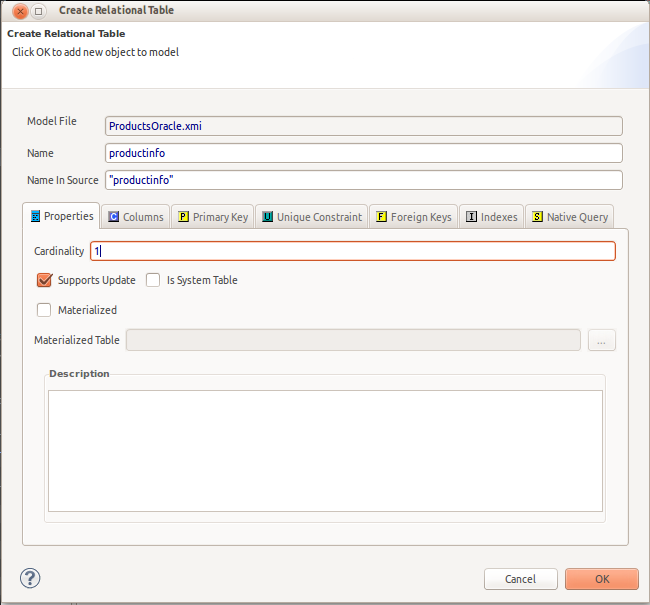 Create Relational Table
Create Relational Table
Click OK to add new object to model
Model File ProductsOracle.xmi
Name productinfo
Name In Source "productinfo"
Properties C Columns P Primary Key U Unique Constraint F Foreign Keys I Indexes S Native Query
Cardinality 1
Supports Update Is System Table
Materialized
Materialized Table ...
Description
? Cancel OK